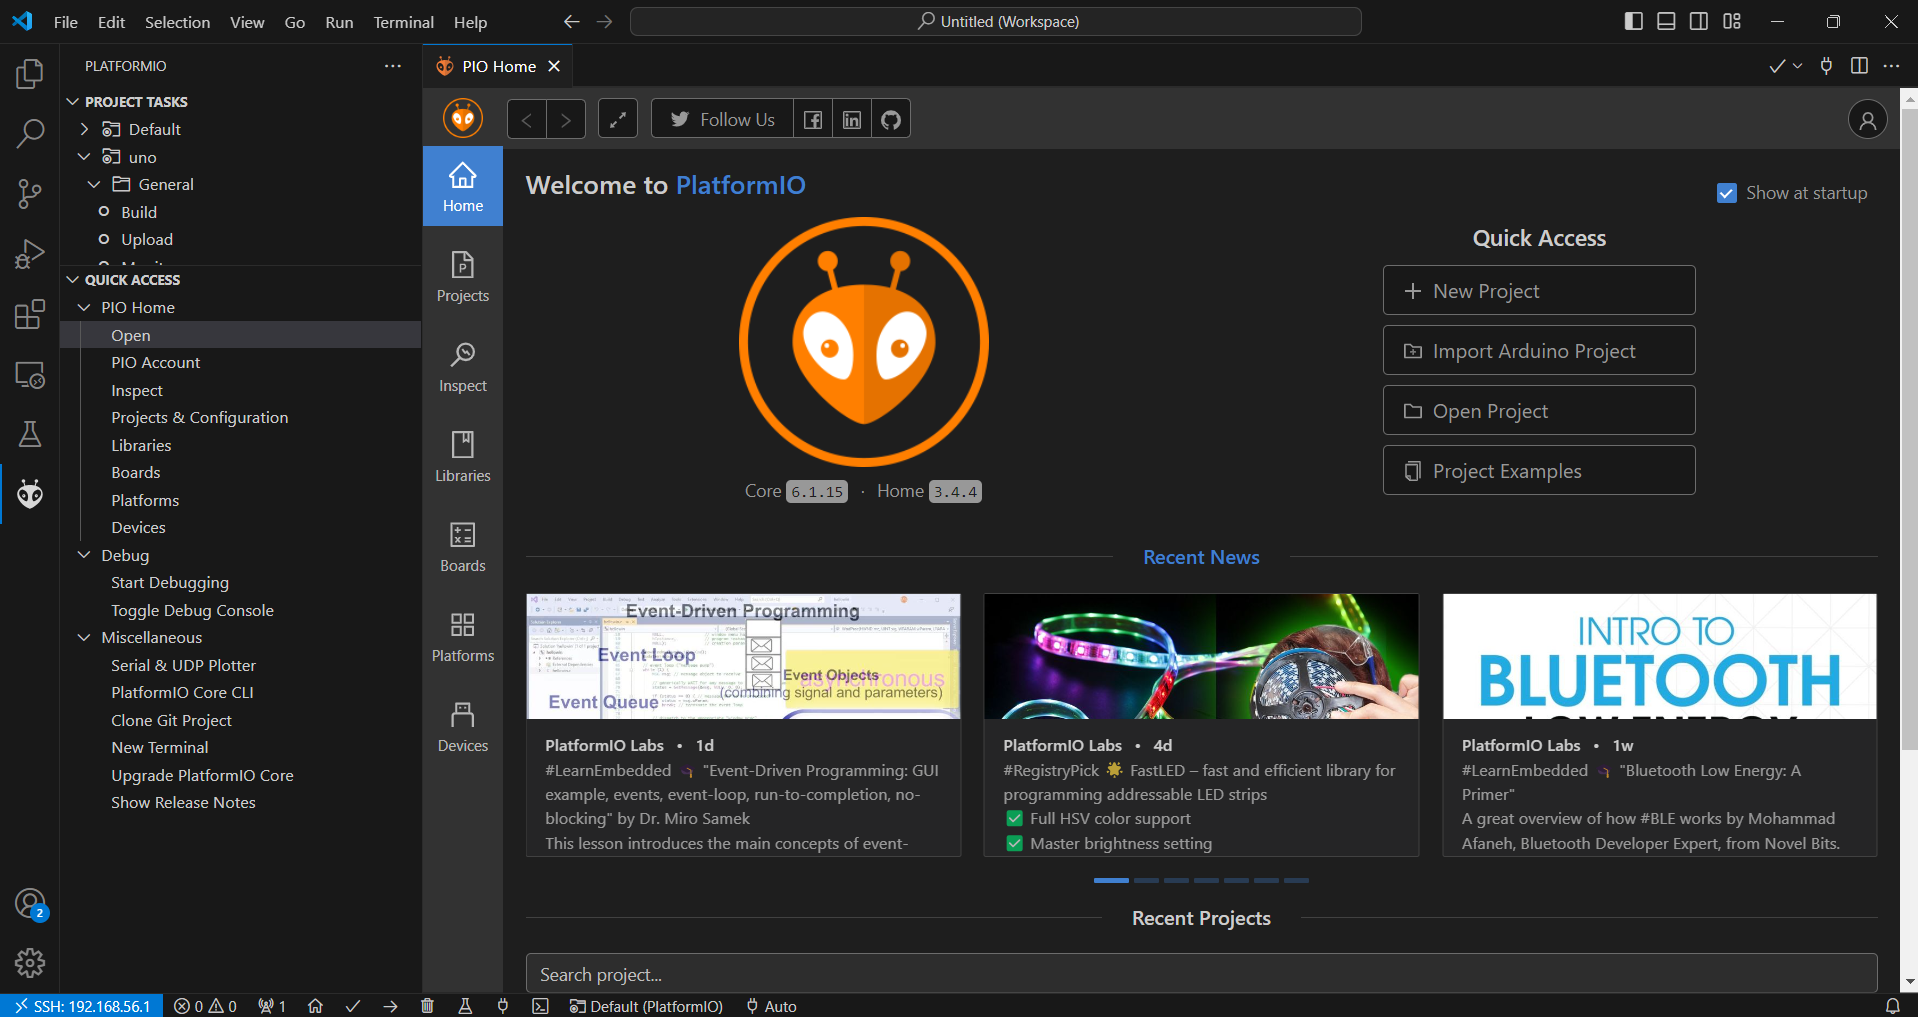 File Edit Selection View Go Run Terminal Help
Untitled (Workspace)
PLATFORMIO
PROJECT TASKS
Default
uno
General
Build
Upload
QUICK ACCESS
PIO Home
Open
PIO Account
Inspect
Projects & Configuration
Libraries
Boards
Platforms
Devices
Debug
Start Debugging
Toggle Debug Console
Miscellaneous
Serial & UDP Plotter
PlatformIO Core CLI
Clone Git Project
New Terminal
Upgrade PlatformIO Core
Show Release Notes
2
PIO Home
Follow Us
Home
Projects
Inspect
Libraries
Boards
Platforms
Devices
Welcome to PlatformIO
Show at startup
Core 6.1.15 · Home 3.4.4
Quick Access
New Project
Import Arduino Project
Open Project
Project Examples
Recent News
Event-Driven Programming
Event Loop
Event Objects
asynchronous
(combining signal and parameters)
Event Queue
PlatformIO Labs • 1d
#LearnEmbedded "Event-Driven Programming: GUI
example, events, event-loop, run-to-completion, no-
blocking" by Dr. Miro Samek
This lesson introduces the main concepts of event-
PlatformIO Labs • 4d
#RegistryPick 🌟 FastLED – fast and efficient library for
programming addressable LED strips
✅ Full HSV color support
✅ Master brightness setting
INTRO TO
BLUETOOTH
LOW ENERGY
PlatformIO Labs • 1w
#LearnEmbedded "Bluetooth Low Energy: A
Primer"
A great overview of how #BLE works by Mohammad
Afaneh, Bluetooth Developer Expert, from Novel Bits.
Recent Projects
Search project...
SSH: 192.168.56.1 0 0 1 Default (PlatformIO) Auto